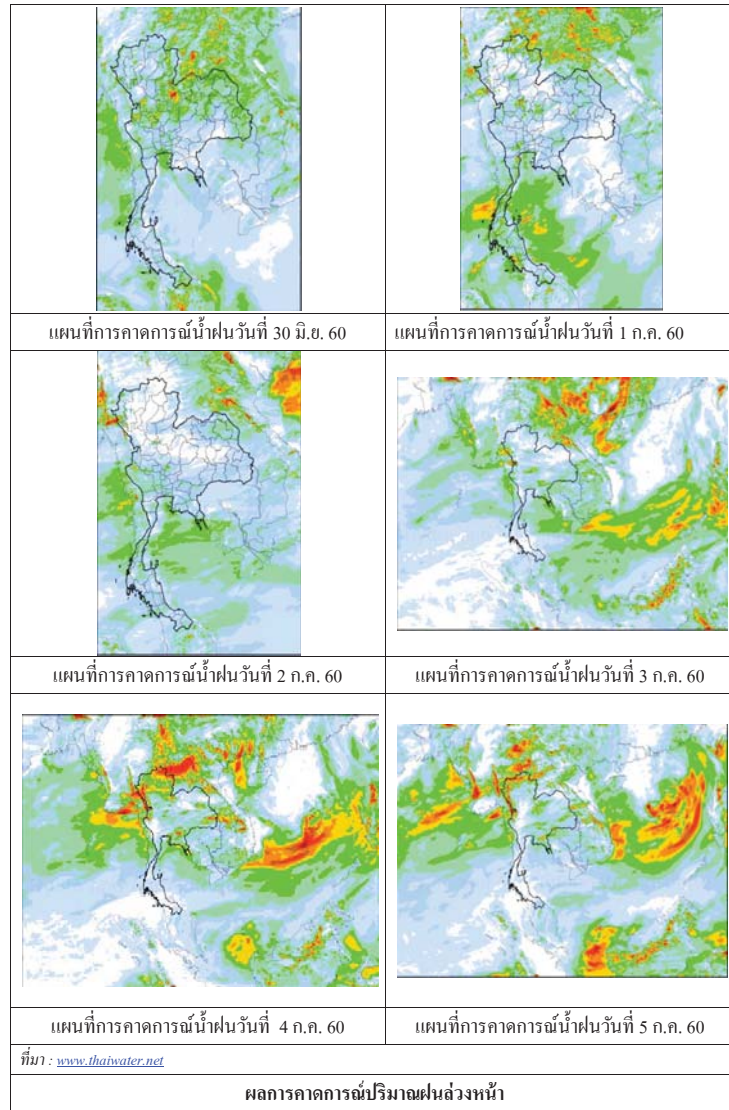 แผนที่การคาดการณ์น้ำฝนวันที่ 30 มิ.ย. 60
แผนที่การคาดการณ์น้ำฝนวันที่ 1 ก.ค. 60
แผนที่การคาดการณ์น้ำฝนวันที่ 2 ก.ค. 60
แผนที่การคาดการณ์น้ำฝนวันที่ 3 ก.ค. 60
แผนที่การคาดการณ์น้ำฝนวันที่ 4 ก.ค. 60
แผนที่การคาดการณ์น้ำฝนวันที่ 5 ก.ค. 60
ที่มา : www.thaiwater.net
ผลการคาดการณ์ปริมาณฝนล่วงหน้า